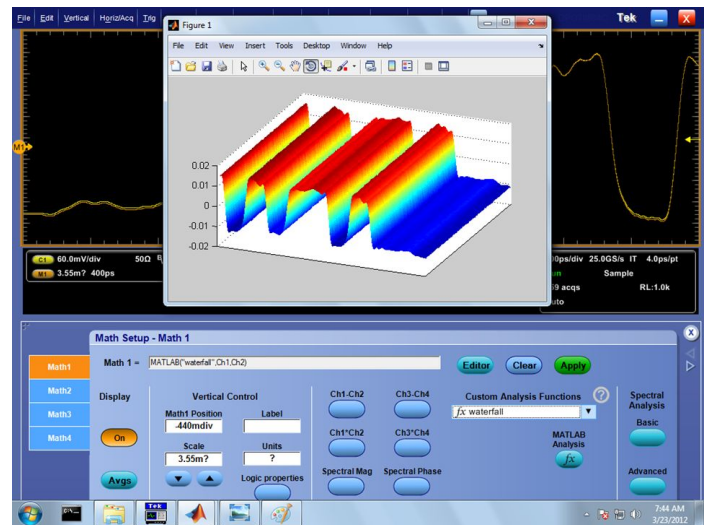 File Edit Vertical Horiz/Acq Trig
Tek
Figure 1
File Edit View Insert Tools Desktop Window Help
0.02
0.01
0
-0.01
-0.02
M1
C1 60.0mV/div 50Ω
M1 3.55m? 400ps
0ps/div 25.0GS/s IT 4.0ps/pt
un Sample
59 acqs RL:1.0k
uto
Math Setup - Math 1
X
Math1
Math2
Math3
Math4
Math 1 = MATLAB("waterfall",Ch1,Ch2)
Editor Clear Apply
Display
On
Avgs
Vertical Control
Math1 Position
-440mdiv
Label
Scale
3.55m?
Units
?
Logic properties
Ch1-Ch2 Ch3-Ch4
Ch1*Ch2 Ch3*Ch4
Spectral Mag Spectral Phase
Custom Analysis Functions ?
fx waterfall
MATLAB
Analysis
fx
Spectral
Analysis
Basic
Advanced
Tek
7:44 AM
3/23/2012